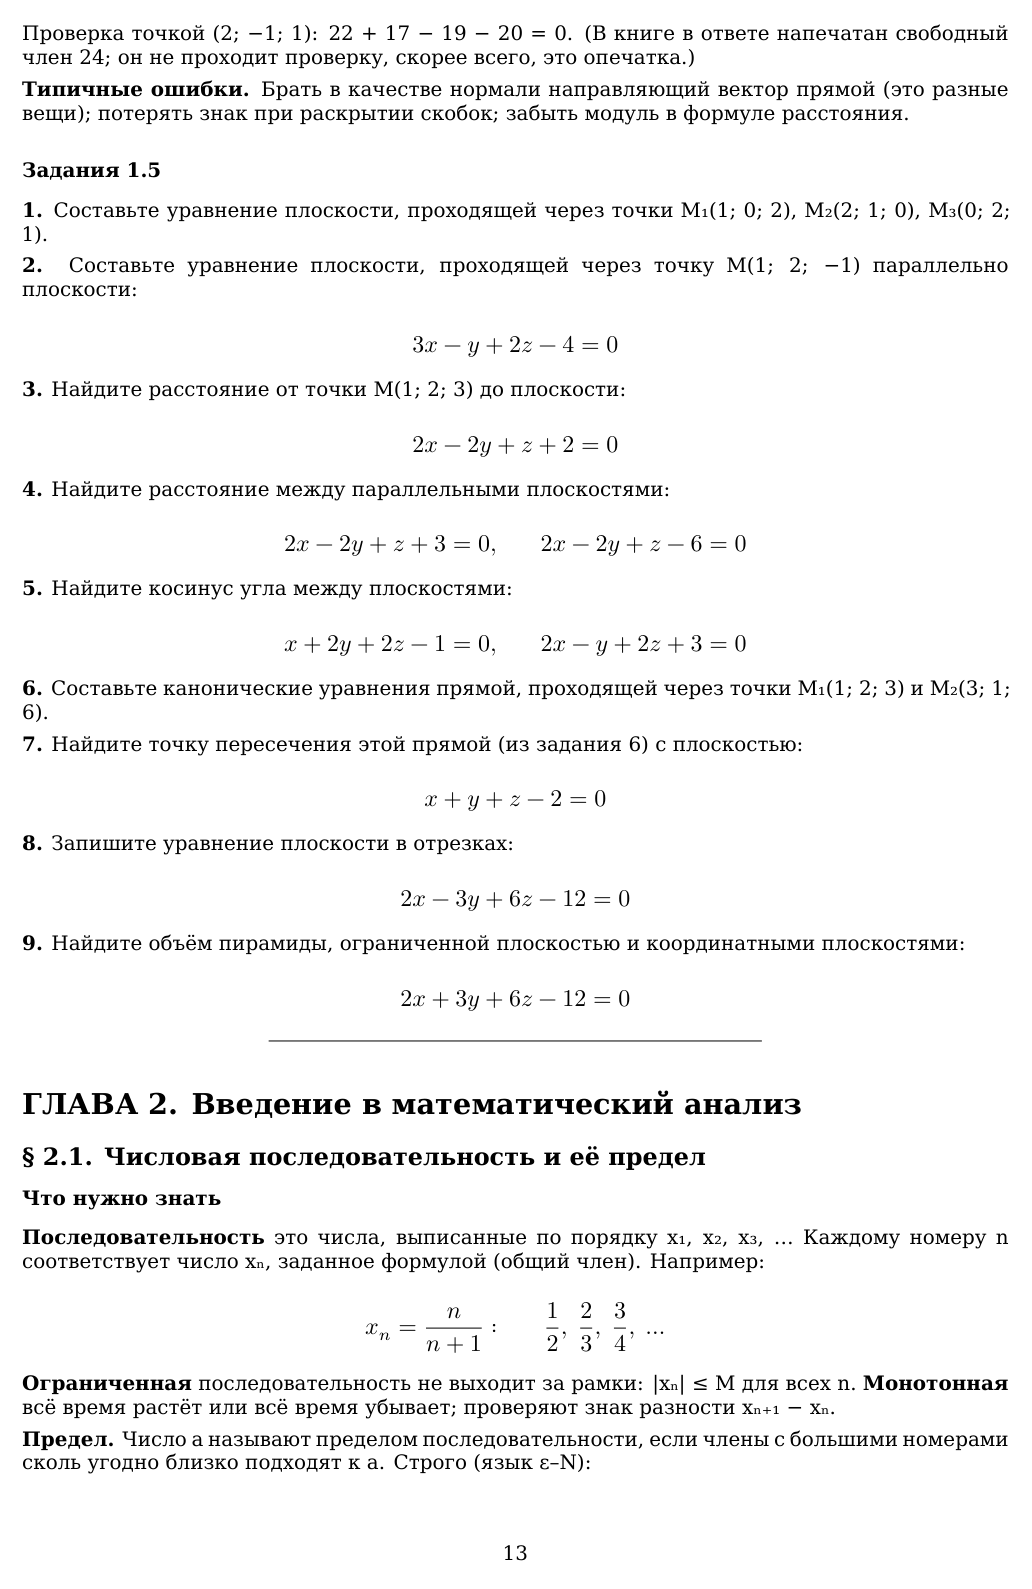 Проверка точкой (2; −1; 1): 22 + 17 − 19 − 20 = 0. (В книге в ответе напечатан свободный
член 24; он не проходит проверку, скорее всего, это опечатка.)
Типичные ошибки. Брать в качестве нормали направляющий вектор прямой (это разные
вещи); потерять знак при раскрытии скобок; забыть модуль в формуле расстояния.
Задания 1.5
1. Составьте уравнение плоскости, проходящей через точки M₁(1; 0; 2), M₂(2; 1; 0), M₃(0; 2;
1).
2. Составьте уравнение плоскости, проходящей через точку M(1; 2; −1) параллельно
плоскости:
3x − y + 2z − 4 = 0
3. Найдите расстояние от точки M(1; 2; 3) до плоскости:
2x − 2y + z + 2 = 0
4. Найдите расстояние между параллельными плоскостями:
2x − 2y + z + 3 = 0, 2x − 2y + z − 6 = 0
5. Найдите косинус угла между плоскостями:
x + 2y + 2z − 1 = 0, 2x − y + 2z + 3 = 0
6. Составьте канонические уравнения прямой, проходящей через точки M₁(1; 2; 3) и M₂(3; 1;
6).
7. Найдите точку пересечения этой прямой (из задания 6) с плоскостью:
x + y + z − 2 = 0
8. Запишите уравнение плоскости в отрезках:
2x − 3y + 6z − 12 = 0
9. Найдите объём пирамиды, ограниченной плоскостью и координатными плоскостями:
2x + 3y + 6z − 12 = 0
ГЛАВА 2. Введение в математический анализ
§ 2.1. Числовая последовательность и её предел
Что нужно знать
Последовательность это числа, выписанные по порядку x₁, x₂, x₃, ... Каждому номеру n
соответствует число xₙ, заданное формулой (общий член). Например:
xₙ = n/(n + 1) : 1/2, 2/3, 3/4, ...
Ограниченная последовательность не выходит за рамки: |xₙ| ≤ M для всех n. Монотонная
всё время растёт или всё время убывает; проверяют знак разности xₙ₊₁ − xₙ.
Предел. Число a называют пределом последовательности, если члены с большими номерами
сколь угодно близко подходят к a. Строго (язык ε–N):
13